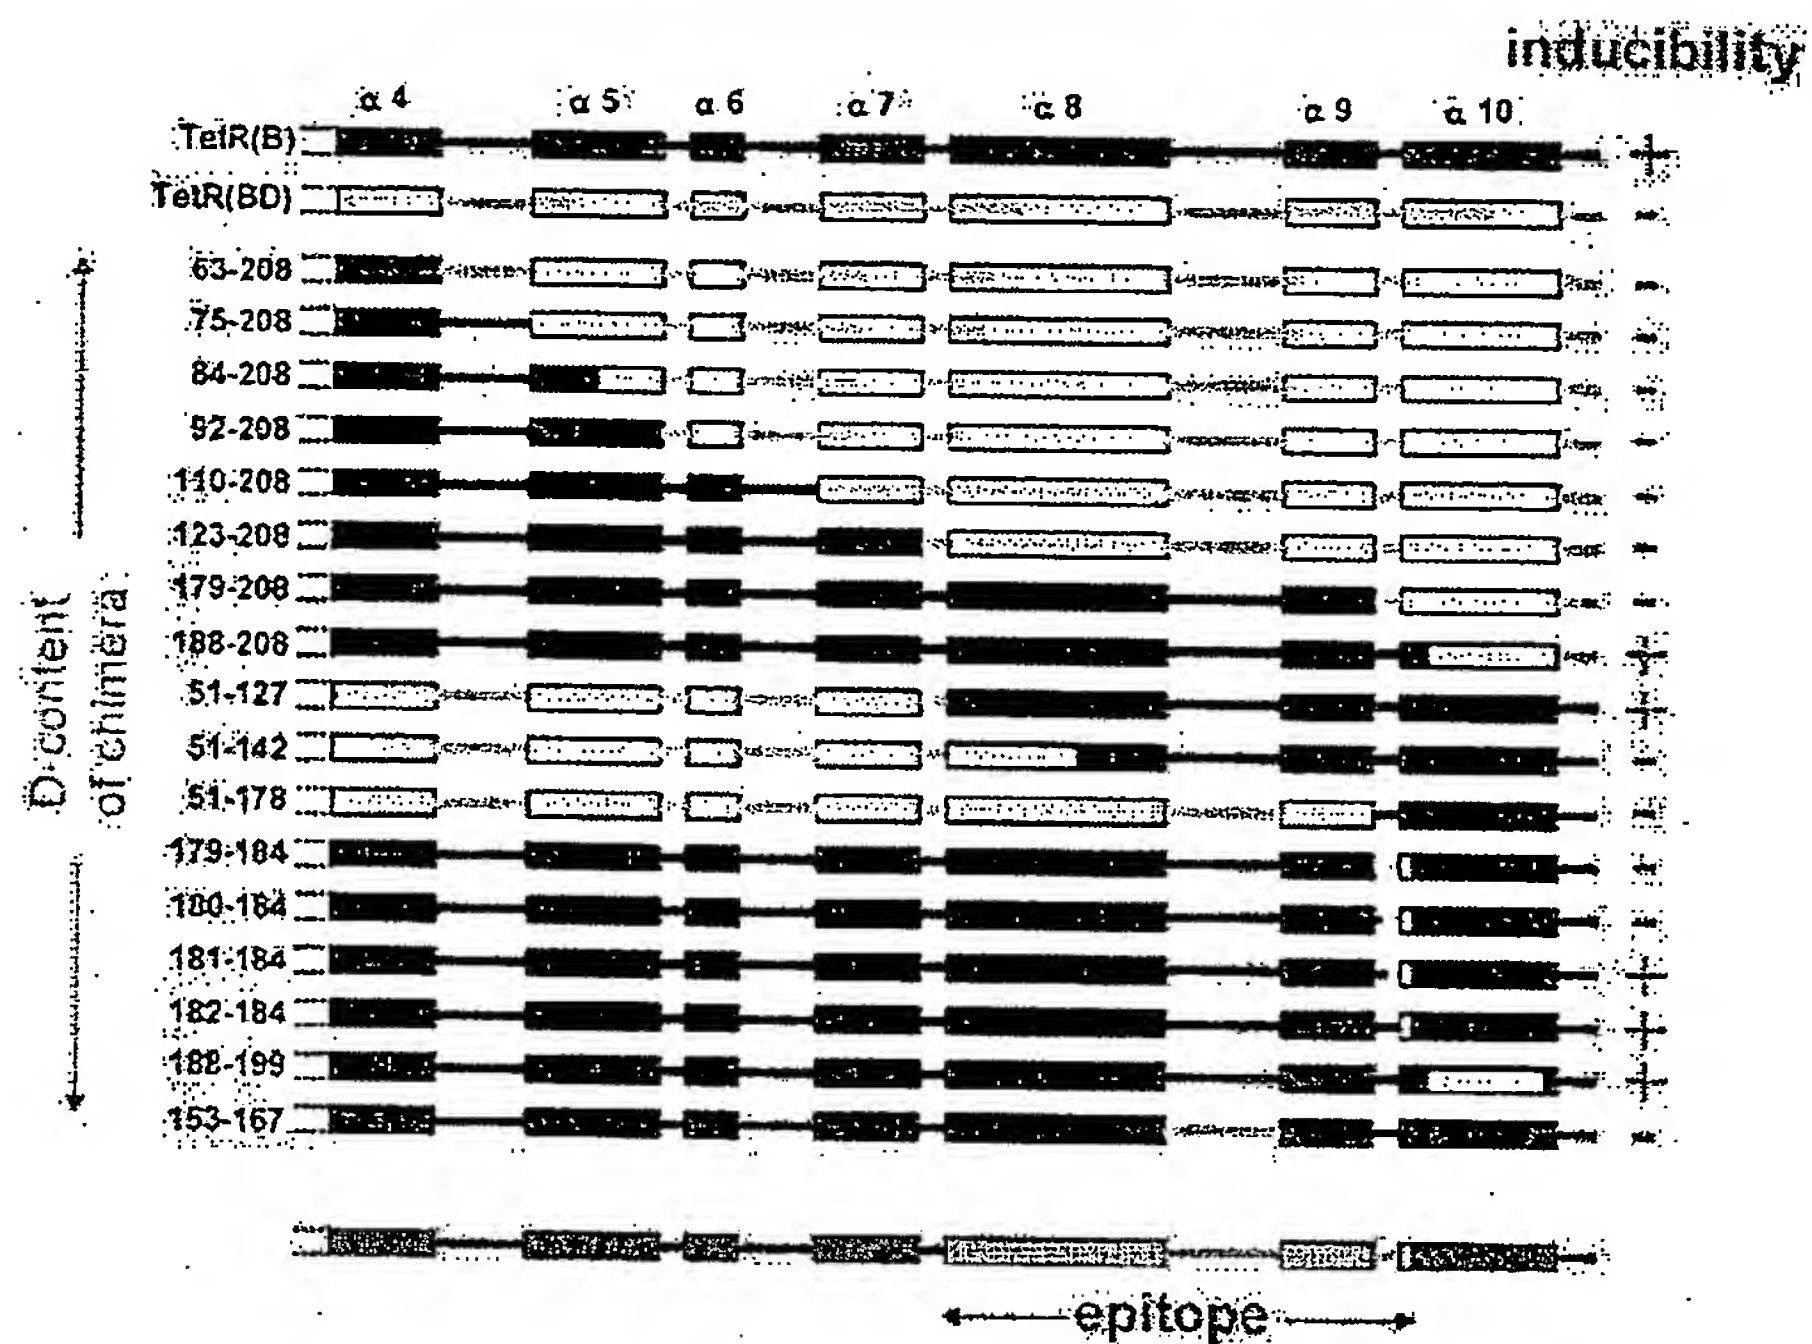 inducibility
α 4 α 5 α 6 α 7 α 8 α 9 α 10
TetR(B) +
TetR(BD) -
63-208 -
75-208 -
84-208 -
92-208 -
110-208 -
123-208 -
179-208 -
188-208 +
51-127 +
51-142 -
51-178 -
179-184 -
180-184 -
181-184 +
182-184 +
188-199 +
153-167 -
D-content
of chimera
epitope